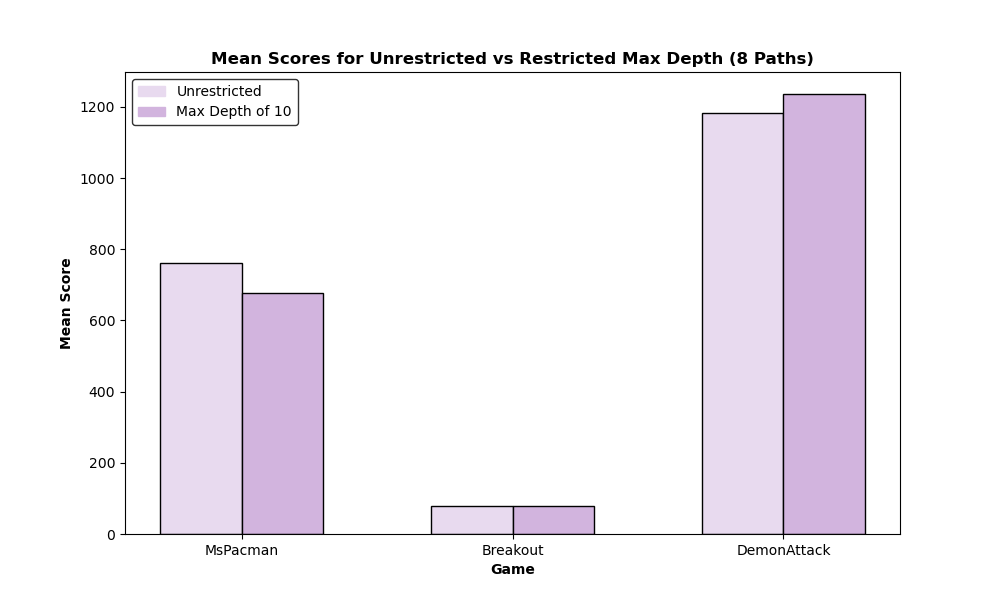 Mean Scores for Unrestricted vs Restricted Max Depth (8 Paths)
Unrestricted
Max Depth of 10
1200
1000
800
600
400
200
0
Mean Score
MsPacman
Breakout
DemonAttack
Game